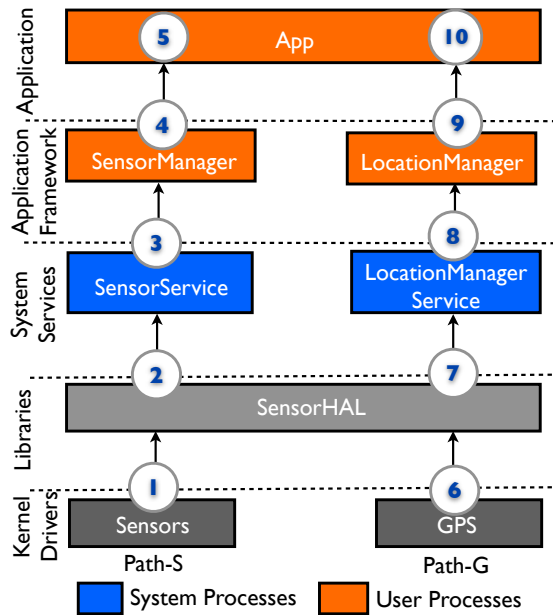 Application
5
App
10
4
9
Application
Framework
SensorManager
LocationManager
3
8
System
Services
SensorService
LocationManager
Service
2
7
Libraries
SensorHAL
1
6
Kernel
Drivers
Sensors
GPS
Path-S
Path-G
System Processes
User Processes